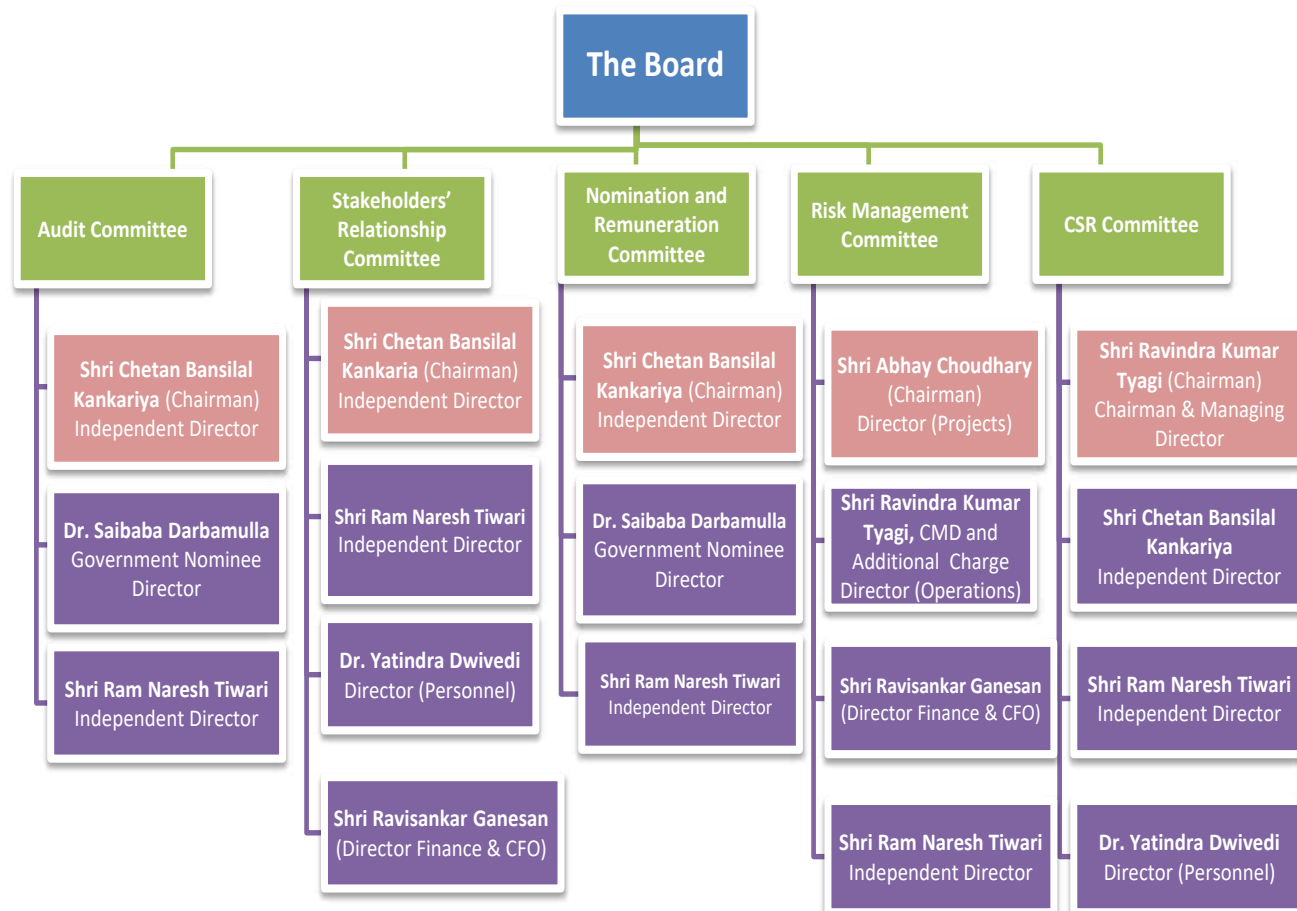 The Board
Audit Committee
Shri Chetan Bansilal
Kankariya (Chairman)
Independent Director
Dr. Saibaba Darbamulla
Government Nominee
Director
Shri Ram Naresh Tiwari
Independent Director
Stakeholders’
Relationship
Committee
Shri Chetan Bansilal
Kankaria (Chairman)
Independent Director
Shri Ram Naresh Tiwari
Independent Director
Dr. Yatindra Dwivedi
Director (Personnel)
Shri Ravisankar Ganesan
(Director Finance & CFO)
Nomination and
Remuneration
Committee
Shri Chetan Bansilal
Kankariya (Chairman)
Independent Director
Dr. Saibaba Darbamulla
Government Nominee
Director
Shri Ram Naresh Tiwari
Independent Director
Risk Management
Committee
Shri Abhay Choudhary
(Chairman)
Director (Projects)
Shri Ravindra Kumar
Tyagi, CMD and
Additional Charge
Director (Operations)
Shri Ravisankar Ganesan
(Director Finance & CFO)
Shri Ram Naresh Tiwari
Independent Director
CSR Committee
Shri Ravindra Kumar
Tyagi (Chairman)
Chairman & Managing
Director
Shri Chetan Bansilal
Kankariya
Independent Director
Shri Ram Naresh Tiwari
Independent Director
Dr. Yatindra Dwivedi
Director (Personnel)